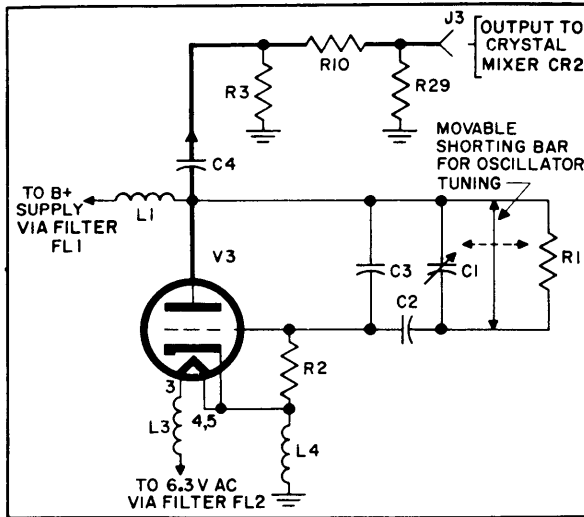 J3
OUTPUT TO
CRYSTAL
MIXER CR2
R10
R3
R29
MOVABLE
SHORTING BAR
FOR OSCILLATOR
TUNING
C4
TO B+
SUPPLY
VIA FILTER
FL1
L1
V3
C3
C1
R1
C2
R2
3
4,5
L3
L4
TO 6.3V AC
VIA FILTER FL2